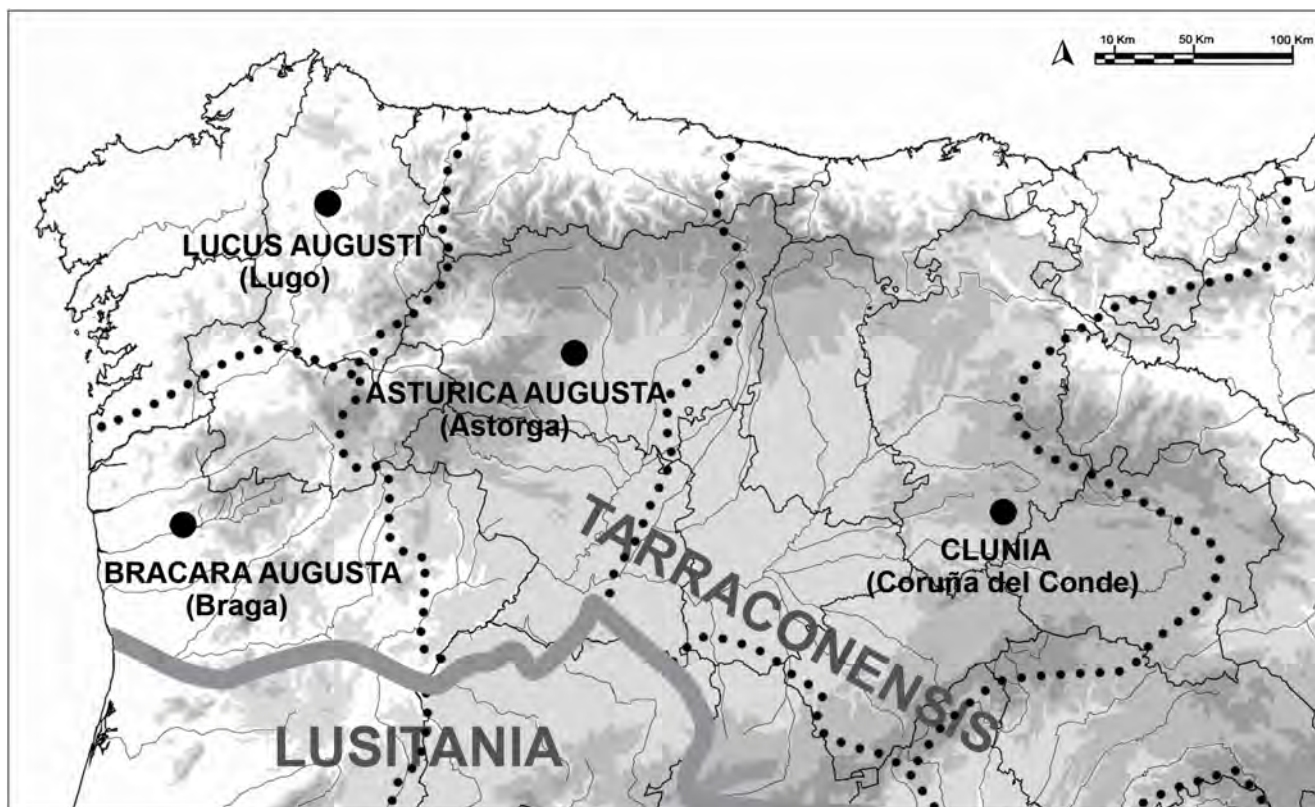 10 Km 50 Km 100 Km
LUCUS AUGUSTI
(Lugo)
ASTURICA AUGUSTA
(Astorga)
BRACARA AUGUSTA
(Braga)
CLUNIA
(Coruña del Conde)
TARRACONENSIS
LUSITANIA